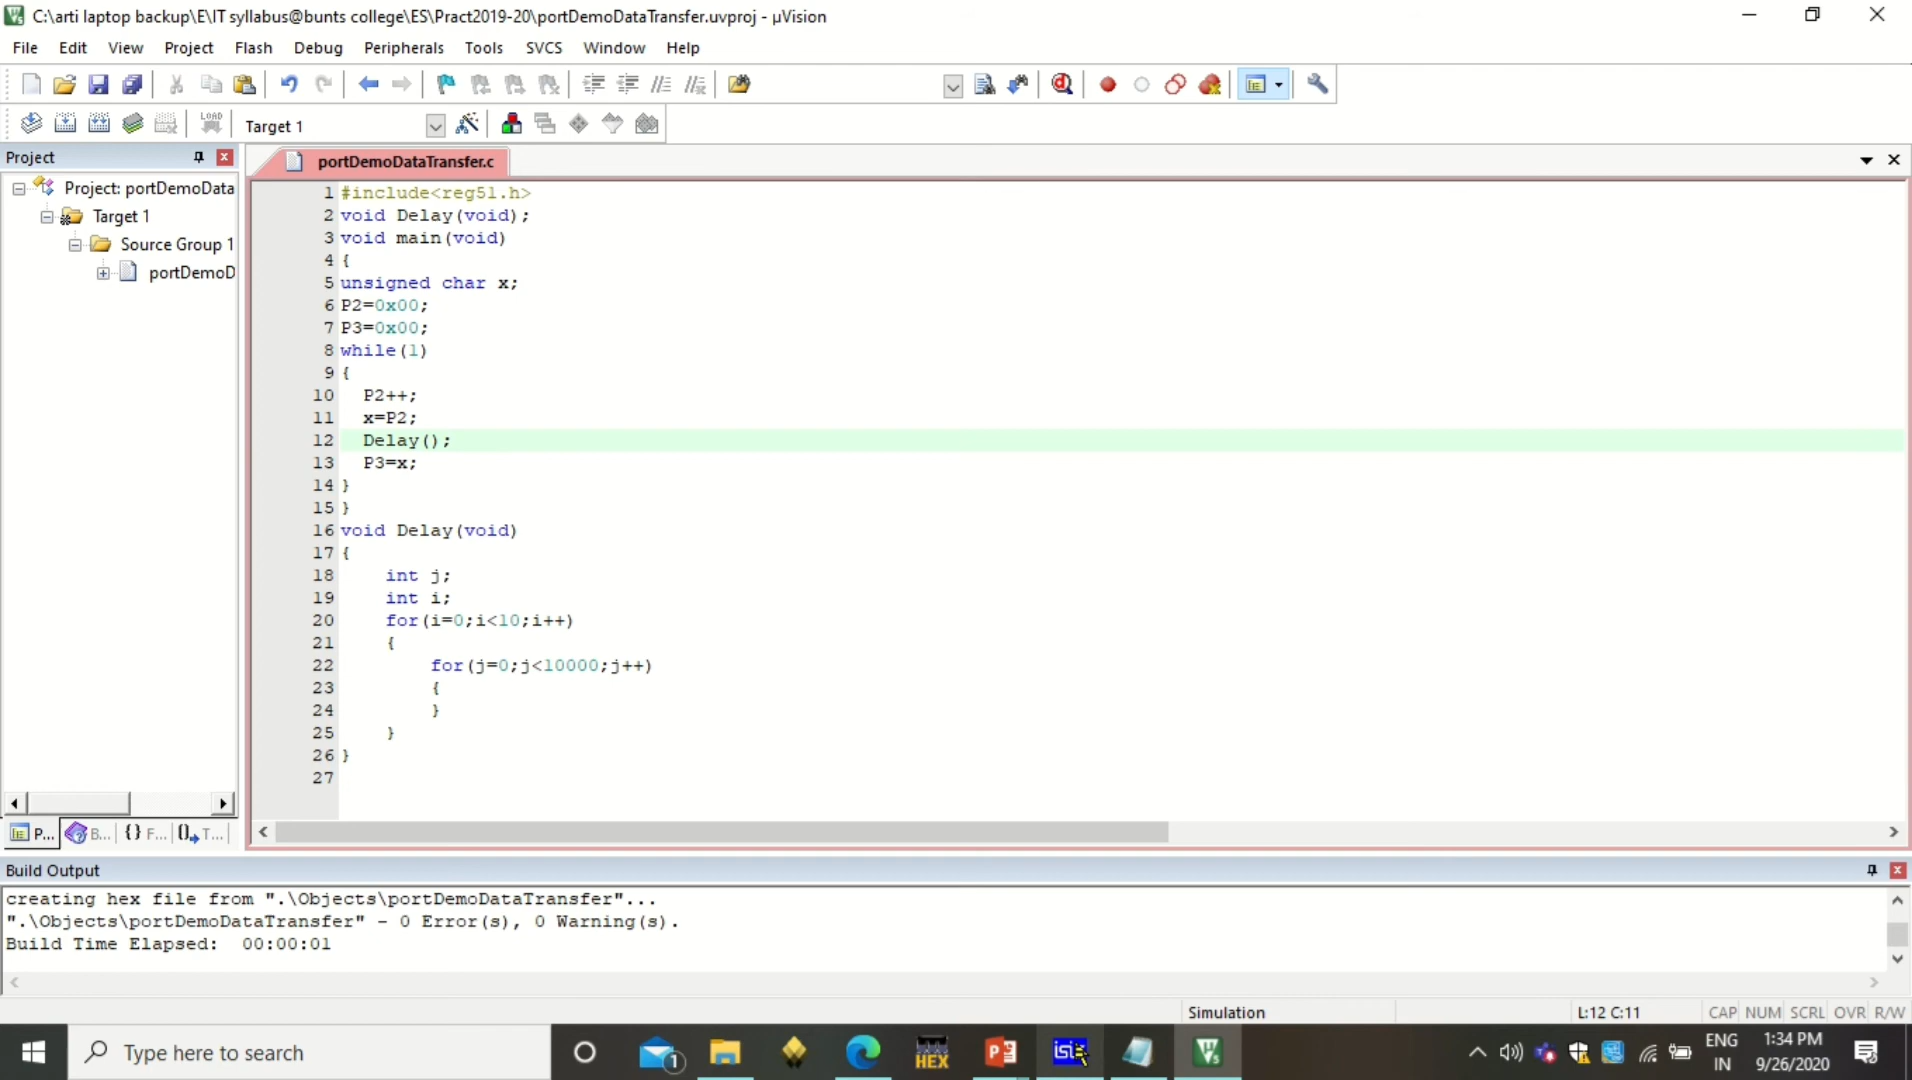 C:\arti laptop backup\E\IT syllabus@bunts college\ES\Pract2019-20\portDemoDataTransfer.uvproj - µVision
File Edit View Project Flash Debug Peripherals Tools SVCS Window Help
LOAD
Target 1
Project
portDemoDataTransfer.c
Project: portDemoData
Target 1
Source Group 1
portDemoD
1 #include<reg51.h>
2 void Delay(void);
3 void main(void)
4 {
5 unsigned char x;
6 P2=0x00;
7 P3=0x00;
8 while(1)
9 {
10 P2++;
11 x=P2;
12 Delay();
13 P3=x;
14 }
15 }
16 void Delay(void)
17 {
18 int j;
19 int i;
20 for(i=0;i<10;i++)
21 {
22 for(j=0;j<10000;j++)
23 {
24 }
25 }
26 }
27
P... B... {} F... T...
Build Output
creating hex file from ".\Objects\portDemoDataTransfer"...
".\Objects\portDemoDataTransfer" - 0 Error(s), 0 Warning(s).
Build Time Elapsed: 00:00:01
Simulation L:12 C:11 CAP NUM SCRL OVR R/W
Type here to search
1
HEX
ENG
IN
1:34 PM
9/26/2020